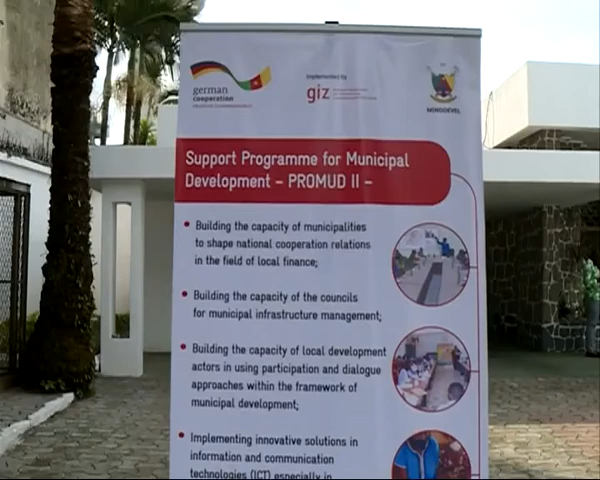 german
cooperation
Implemented by
giz
MINDDEVEL
Support Programme for Municipal
Development – PROMUD II –
• Building the capacity of municipalities
to shape national cooperation relations
in the field of local finance;
• Building the capacity of the councils
for municipal infrastructure management;
• Building the capacity of local development
actors in using participation and dialogue
approaches within the framework of
municipal development;
• Implementing innovative solutions in
information and communication
technologies (ICT) especially in